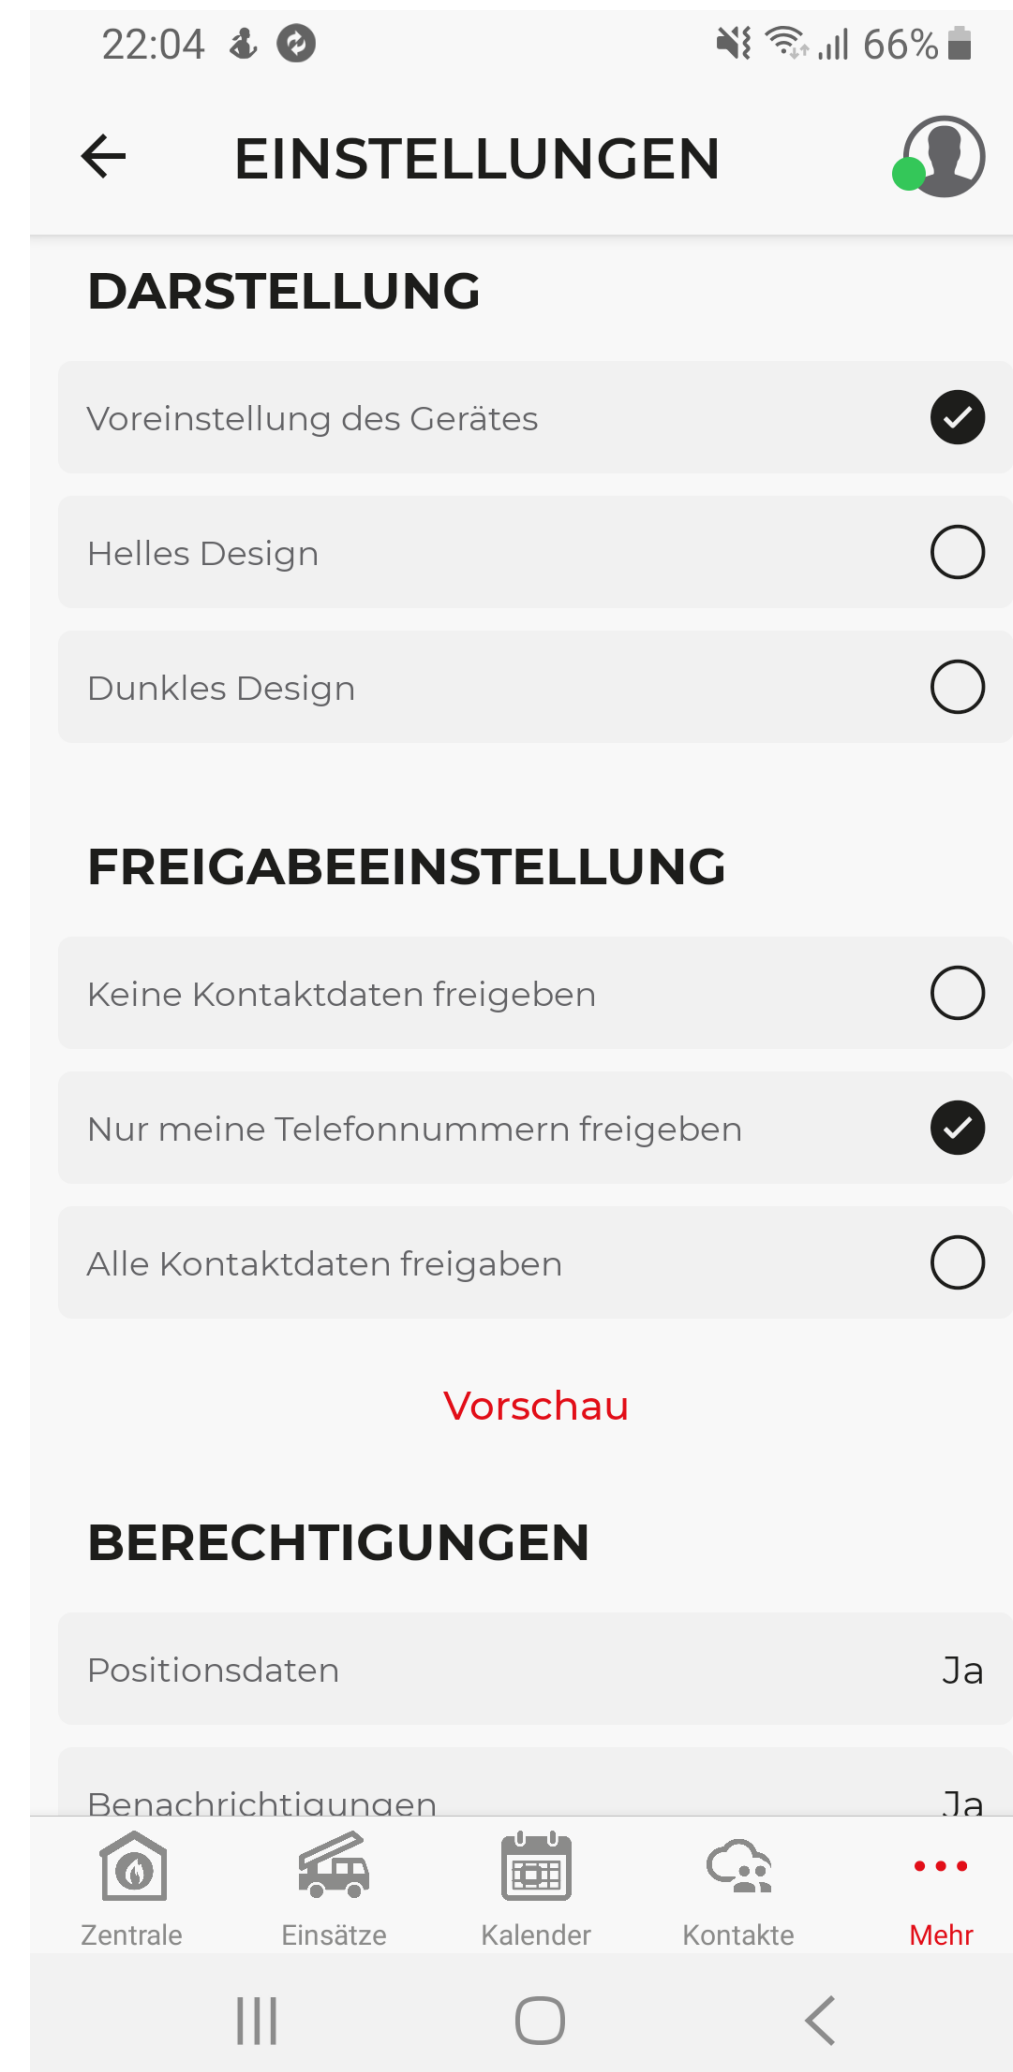 22:04 66%
EINSTELLUNGEN
DARSTELLUNG
Voreinstellung des Gerätes
Helles Design
Dunkles Design
FREIGABEEINSTELLUNG
Keine Kontaktdaten freigeben
Nur meine Telefonnummern freigeben
Alle Kontaktdaten freigaben
Vorschau
BERECHTIGUNGEN
Positionsdaten Ja
Benachrichtigungen Ja
Zentrale Einsätze Kalender Kontakte Mehr